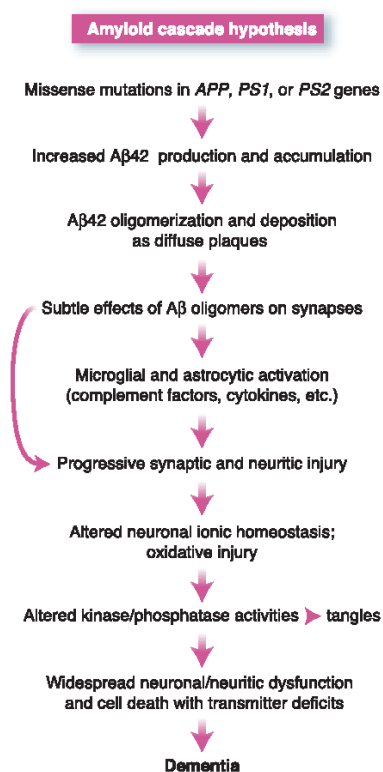 Amyloid cascade hypothesis
Missense mutations in APP, PS1, or PS2 genes
Increased Aβ42 production and accumulation
Aβ42 oligomerization and deposition
as diffuse plaques
Subtle effects of Aβ oligomers on synapses
Microglial and astrocytic activation
(complement factors, cytokines, etc.)
Progressive synaptic and neuritic injury
Altered neuronal ionic homeostasis;
oxidative injury
Altered kinase/phosphatase activities tangles
Widespread neuronal/neuritic dysfunction
and cell death with transmitter deficits
Dementia